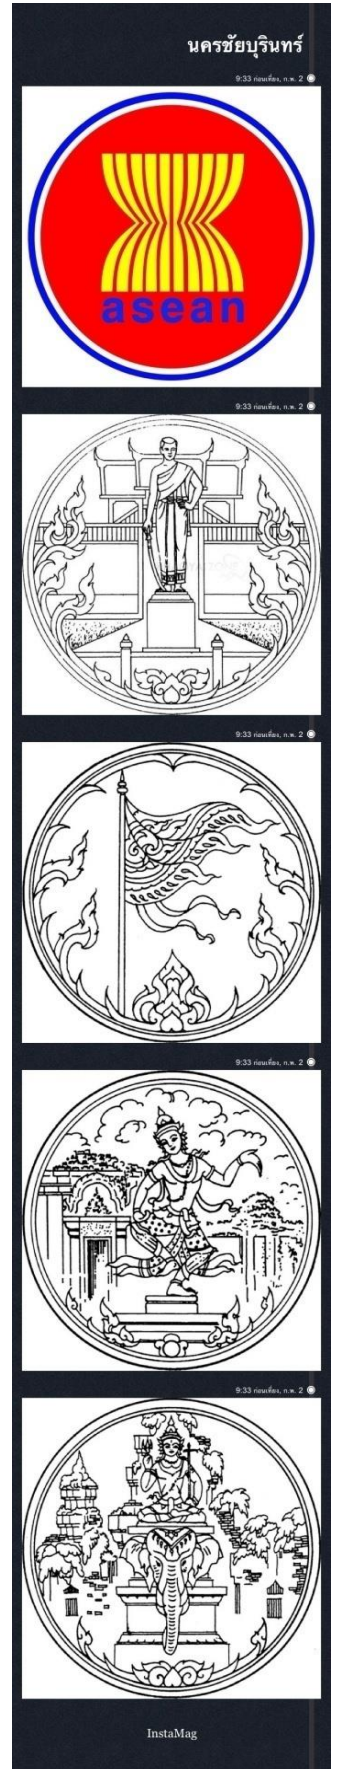 นครชัยบุรินทร์
9:33 ก่อนเที่ยง, ก.พ. 2
asean
9:33 ก่อนเที่ยง, ก.พ. 2
9:33 ก่อนเที่ยง, ก.พ. 2
9:33 ก่อนเที่ยง, ก.พ. 2
9:33 ก่อนเที่ยง, ก.พ. 2
InstaMag